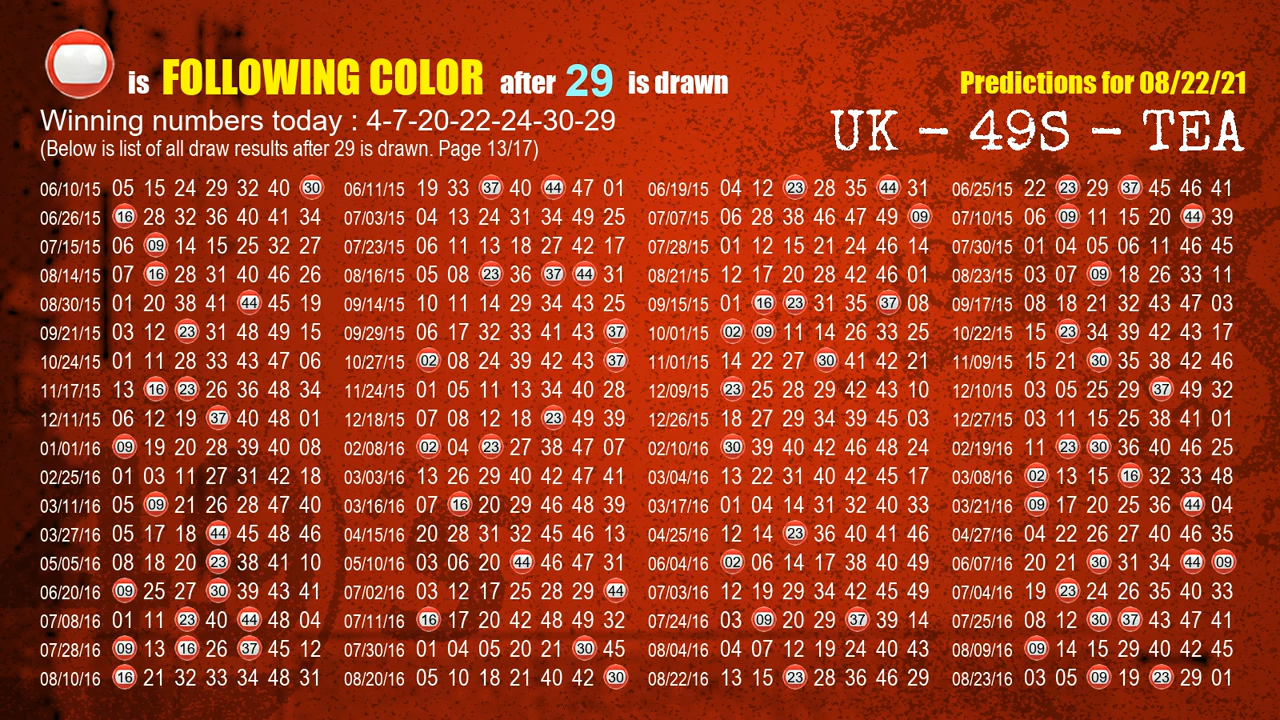 is FOLLOWING COLOR after 29 is drawn
Predictions for 08/22/21
Winning numbers today : 4-7-20-22-24-30-29
UK - 49S - TEA
(Below is list of all draw results after 29 is drawn. Page 13/17)
06/10/15 05 15 24 29 32 40 30 06/11/15 19 33 37 40 44 47 01 06/19/15 04 12 23 28 35 44 31 06/25/15 22 23 29 37 45 46 41
06/26/15 16 28 32 36 40 41 34 07/03/15 04 13 24 31 34 49 25 07/07/15 06 28 38 46 47 49 09 07/10/15 06 09 11 15 20 44 39
07/15/15 06 09 14 15 25 32 27 07/23/15 06 11 13 18 27 42 17 07/28/15 01 12 15 21 24 46 14 07/30/15 01 04 05 06 11 46 45
08/14/15 07 16 28 31 40 46 26 08/16/15 05 08 23 36 37 44 31 08/21/15 12 17 20 28 42 46 01 08/23/15 03 07 09 18 26 33 11
08/30/15 01 20 38 41 44 45 19 09/14/15 10 11 14 29 34 43 25 09/15/15 01 16 23 31 35 37 08 09/17/15 08 18 21 32 43 47 03
09/21/15 03 12 23 31 48 49 15 09/29/15 06 17 32 33 41 43 37 10/01/15 02 09 11 14 26 33 25 10/22/15 15 23 34 39 42 43 17
10/24/15 01 11 28 33 43 47 06 10/27/15 02 08 24 39 42 43 37 11/01/15 14 22 27 30 41 42 21 11/09/15 15 21 30 35 38 42 46
11/17/15 13 16 23 26 36 48 34 11/24/15 01 05 11 13 34 40 28 12/09/15 23 25 28 29 42 43 10 12/10/15 03 05 25 29 37 49 32
12/11/15 06 12 19 37 40 48 01 12/18/15 07 08 12 18 23 49 39 12/26/15 18 27 29 34 39 45 03 12/27/15 03 11 15 25 38 41 01
01/01/16 09 19 20 28 39 40 08 02/08/16 02 04 23 27 38 47 07 02/10/16 30 39 40 42 46 48 24 02/19/16 11 23 30 36 40 46 25
02/25/16 01 03 11 27 31 42 18 03/03/16 13 26 29 40 42 47 41 03/04/16 13 22 31 40 42 45 17 03/08/16 02 13 15 16 32 33 48
03/11/16 05 09 21 26 28 47 40 03/16/16 07 16 20 29 46 48 39 03/17/16 01 04 14 31 32 40 33 03/21/16 09 17 20 25 36 44 04
03/27/16 05 17 18 44 45 48 46 04/15/16 20 28 31 32 45 46 13 04/25/16 12 14 23 36 40 41 46 04/27/16 04 22 26 27 40 46 35
05/05/16 08 18 20 23 38 41 10 05/10/16 03 06 20 44 46 47 31 06/04/16 02 06 14 17 38 40 49 06/07/16 20 21 30 31 34 44 09
06/20/16 09 25 27 30 39 43 41 07/02/16 03 12 17 25 28 29 44 07/03/16 12 19 29 34 42 45 49 07/04/16 19 23 24 26 35 40 33
07/08/16 01 11 23 40 44 48 04 07/11/16 16 17 20 42 48 49 32 07/24/16 03 09 20 29 37 39 14 07/25/16 08 12 30 37 43 47 41
07/28/16 09 13 16 26 37 45 12 07/30/16 01 04 05 20 21 30 45 08/04/16 04 07 12 19 24 40 43 08/09/16 09 14 15 29 40 42 45
08/10/16 16 21 32 33 34 48 31 08/20/16 05 10 18 21 40 42 30 08/22/16 13 15 23 28 36 46 29 08/23/16 03 05 09 19 23 29 01